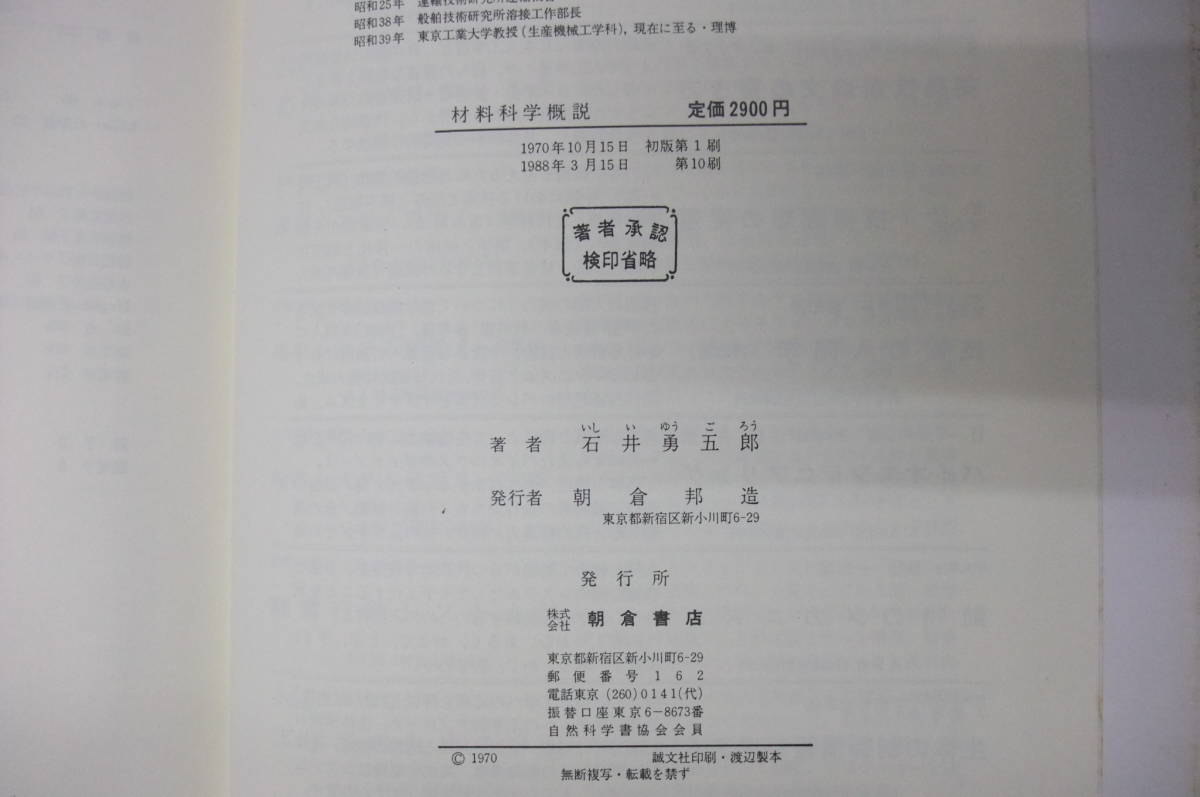 昭和25年
昭和38年 船舶技術研究所溶接工作部長
昭和39年 東京工業大学教授(生産機械工学科),現在に至る・理博
材料科学概説 定価2900円
1970年10月15日 初版第1刷
1988年3月15日 第10刷
著者承認
検印省略
いし い ゆう ご ろう
著者 石井勇五郎
発行者 朝倉邦造
東京都新宿区新小川町6-29
発行所
株式会社 朝倉書店
東京都新宿区新小川町6-29
郵便番号 162
電話東京 (260)0141(代)
振替口座東京6-8673番
自然科学書協会会員
© 1970 誠文社印刷・渡辺製本
無断複写・転載を禁ず